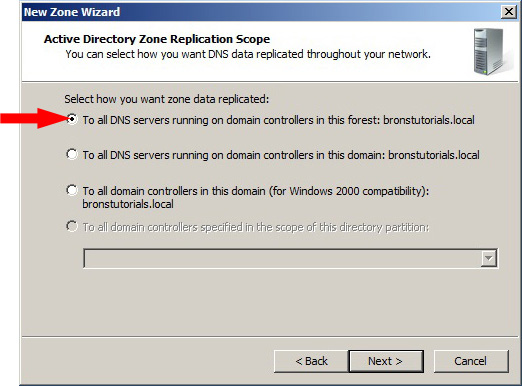 New Zone Wizard
Active Directory Zone Replication Scope
You can select how you want DNS data replicated throughout your network.
Select how you want zone data replicated:
To all DNS servers running on domain controllers in this forest: bronstutorials.local
To all DNS servers running on domain controllers in this domain: bronstutorials.local
To all domain controllers in this domain (for Windows 2000 compatibility):
bronstutorials.local
To all domain controllers specified in the scope of this directory partition:
< Back
Next >
Cancel